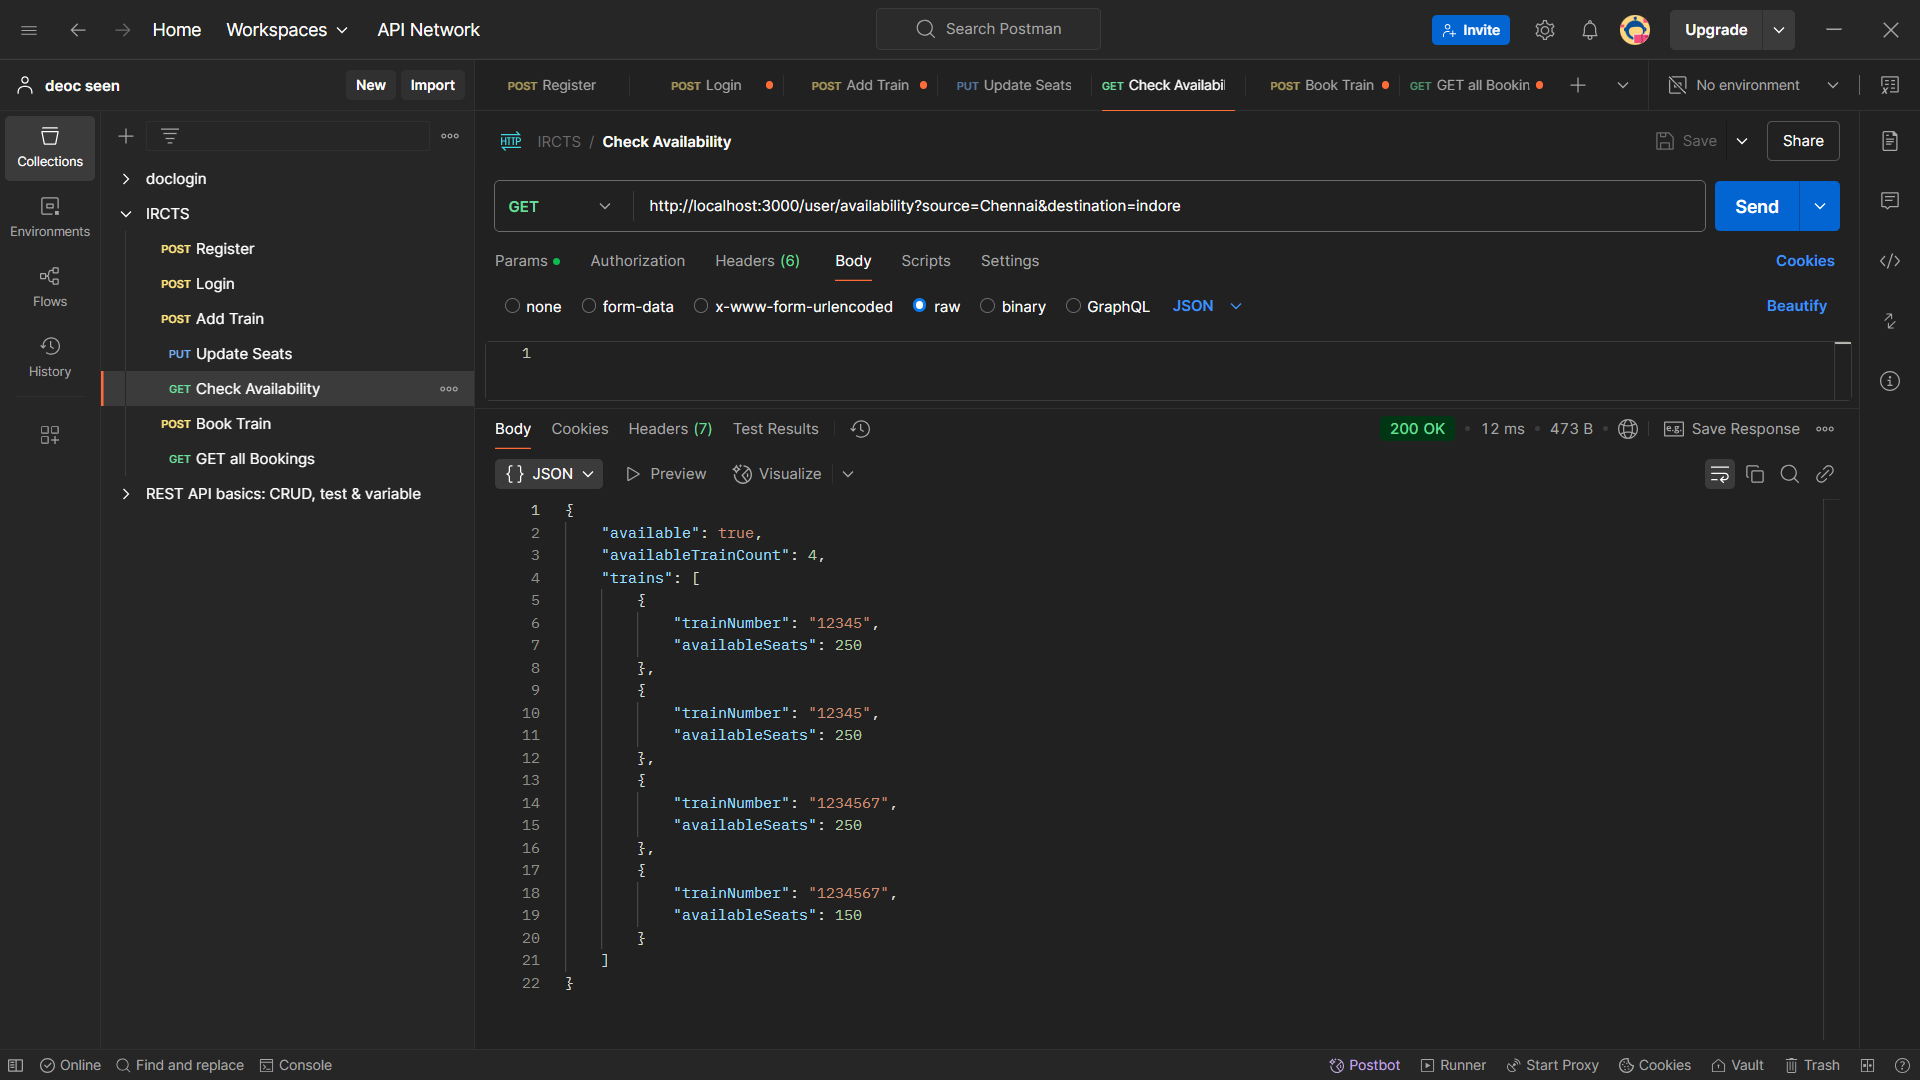 Home Workspaces API Network Search Postman Invite Upgrade
deoc seen New Import
POST Register POST Login POST Add Train PUT Update Seats GET Check Availabil POST Book Train GET GET all Bookin No environment
Collections
Environments
Flows
History
doclogin
IRCTS
POST Register
POST Login
POST Add Train
PUT Update Seats
GET Check Availability
POST Book Train
GET GET all Bookings
REST API basics: CRUD, test & variable
HTTP IRCTS / Check Availability Save Share
GET http://localhost:3000/user/availability?source=Chennai&destination=indore Send
Params Authorization Headers (6) Body Scripts Settings Cookies
none form-data x-www-form-urlencoded raw binary GraphQL JSON Beautify
1
Body Cookies Headers (7) Test Results 200 OK 12 ms 473 B e.g. Save Response
{} JSON Preview Visualize
1 {
2 "available": true,
3 "availableTrainCount": 4,
4 "trains": [
5 {
6 "trainNumber": "12345",
7 "availableSeats": 250
8 },
9 {
10 "trainNumber": "12345",
11 "availableSeats": 250
12 },
13 {
14 "trainNumber": "1234567",
15 "availableSeats": 250
16 },
17 {
18 "trainNumber": "1234567",
19 "availableSeats": 150
20 }
21 ]
22 }
Online Find and replace Console Postbot Runner Start Proxy Cookies Vault Trash